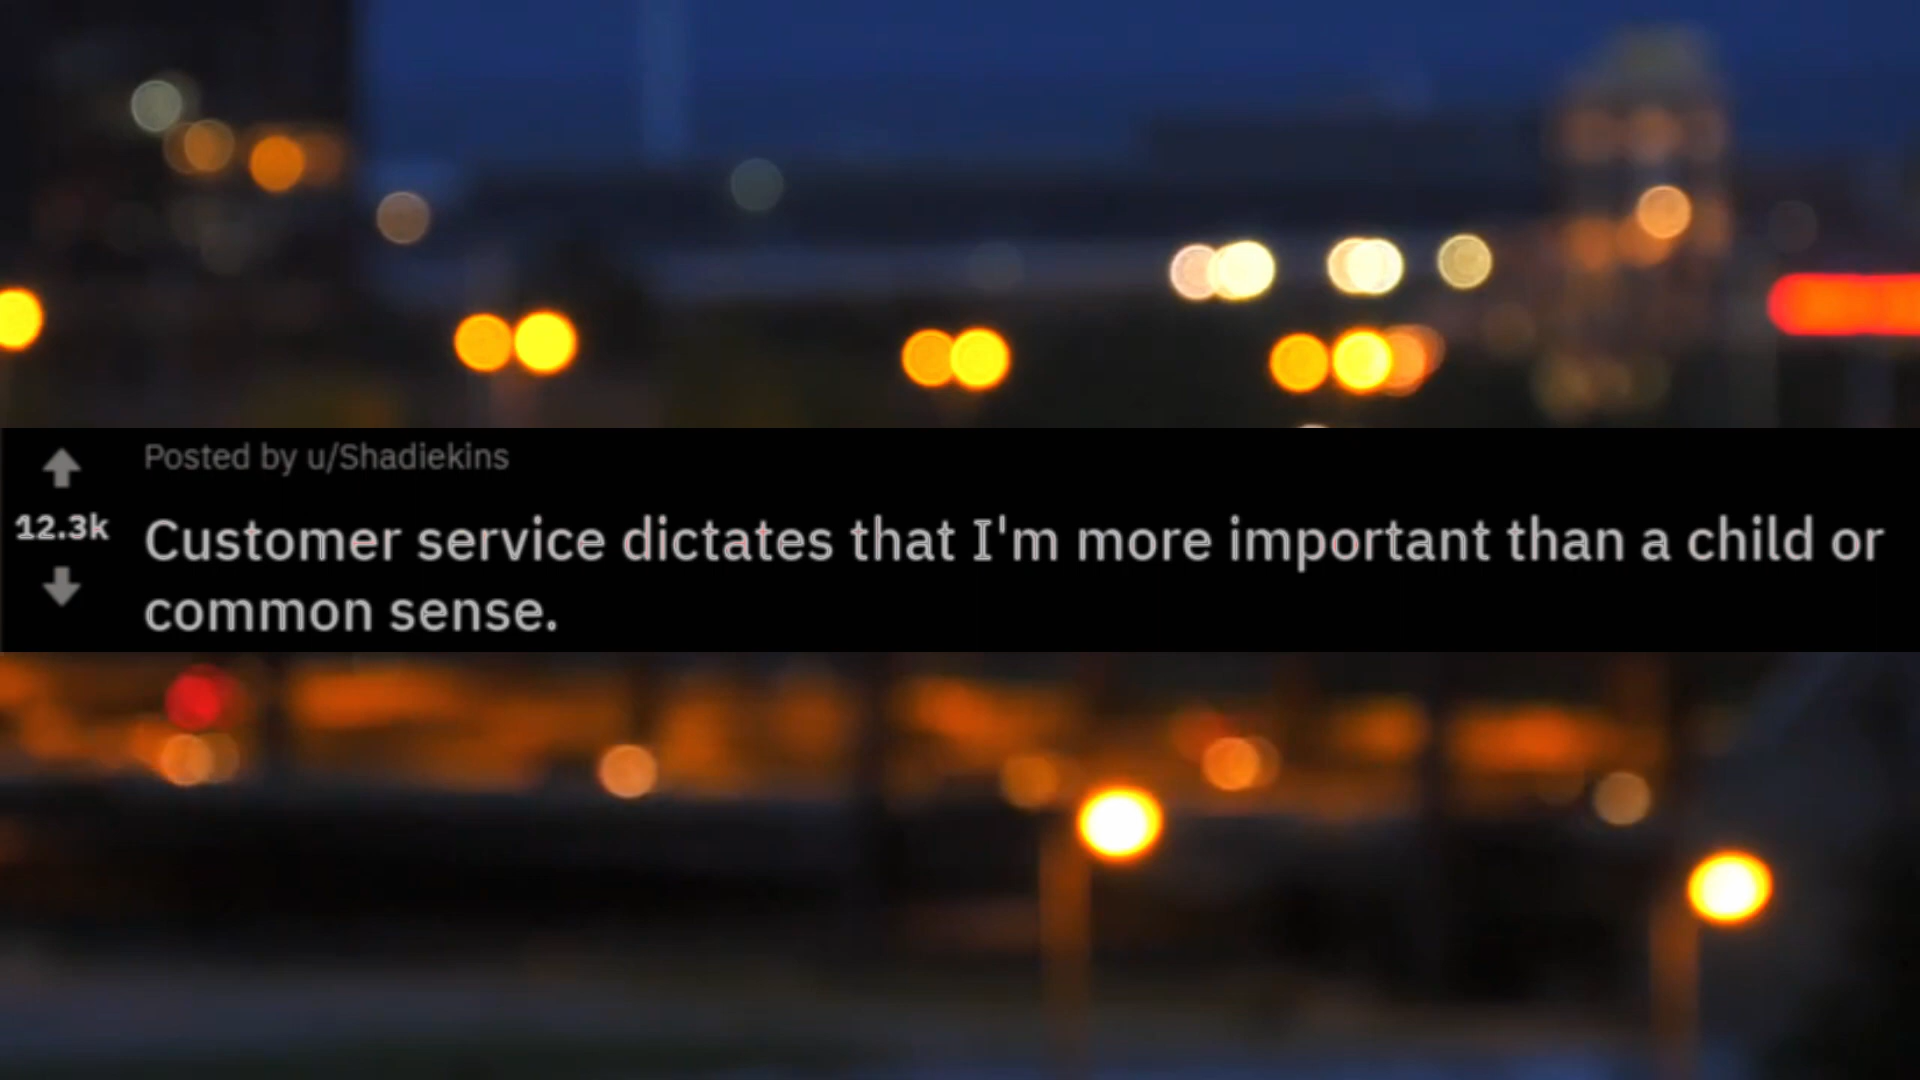 Posted by u/Shadiekins
12.3k
Customer service dictates that I'm more important than a child or
common sense.